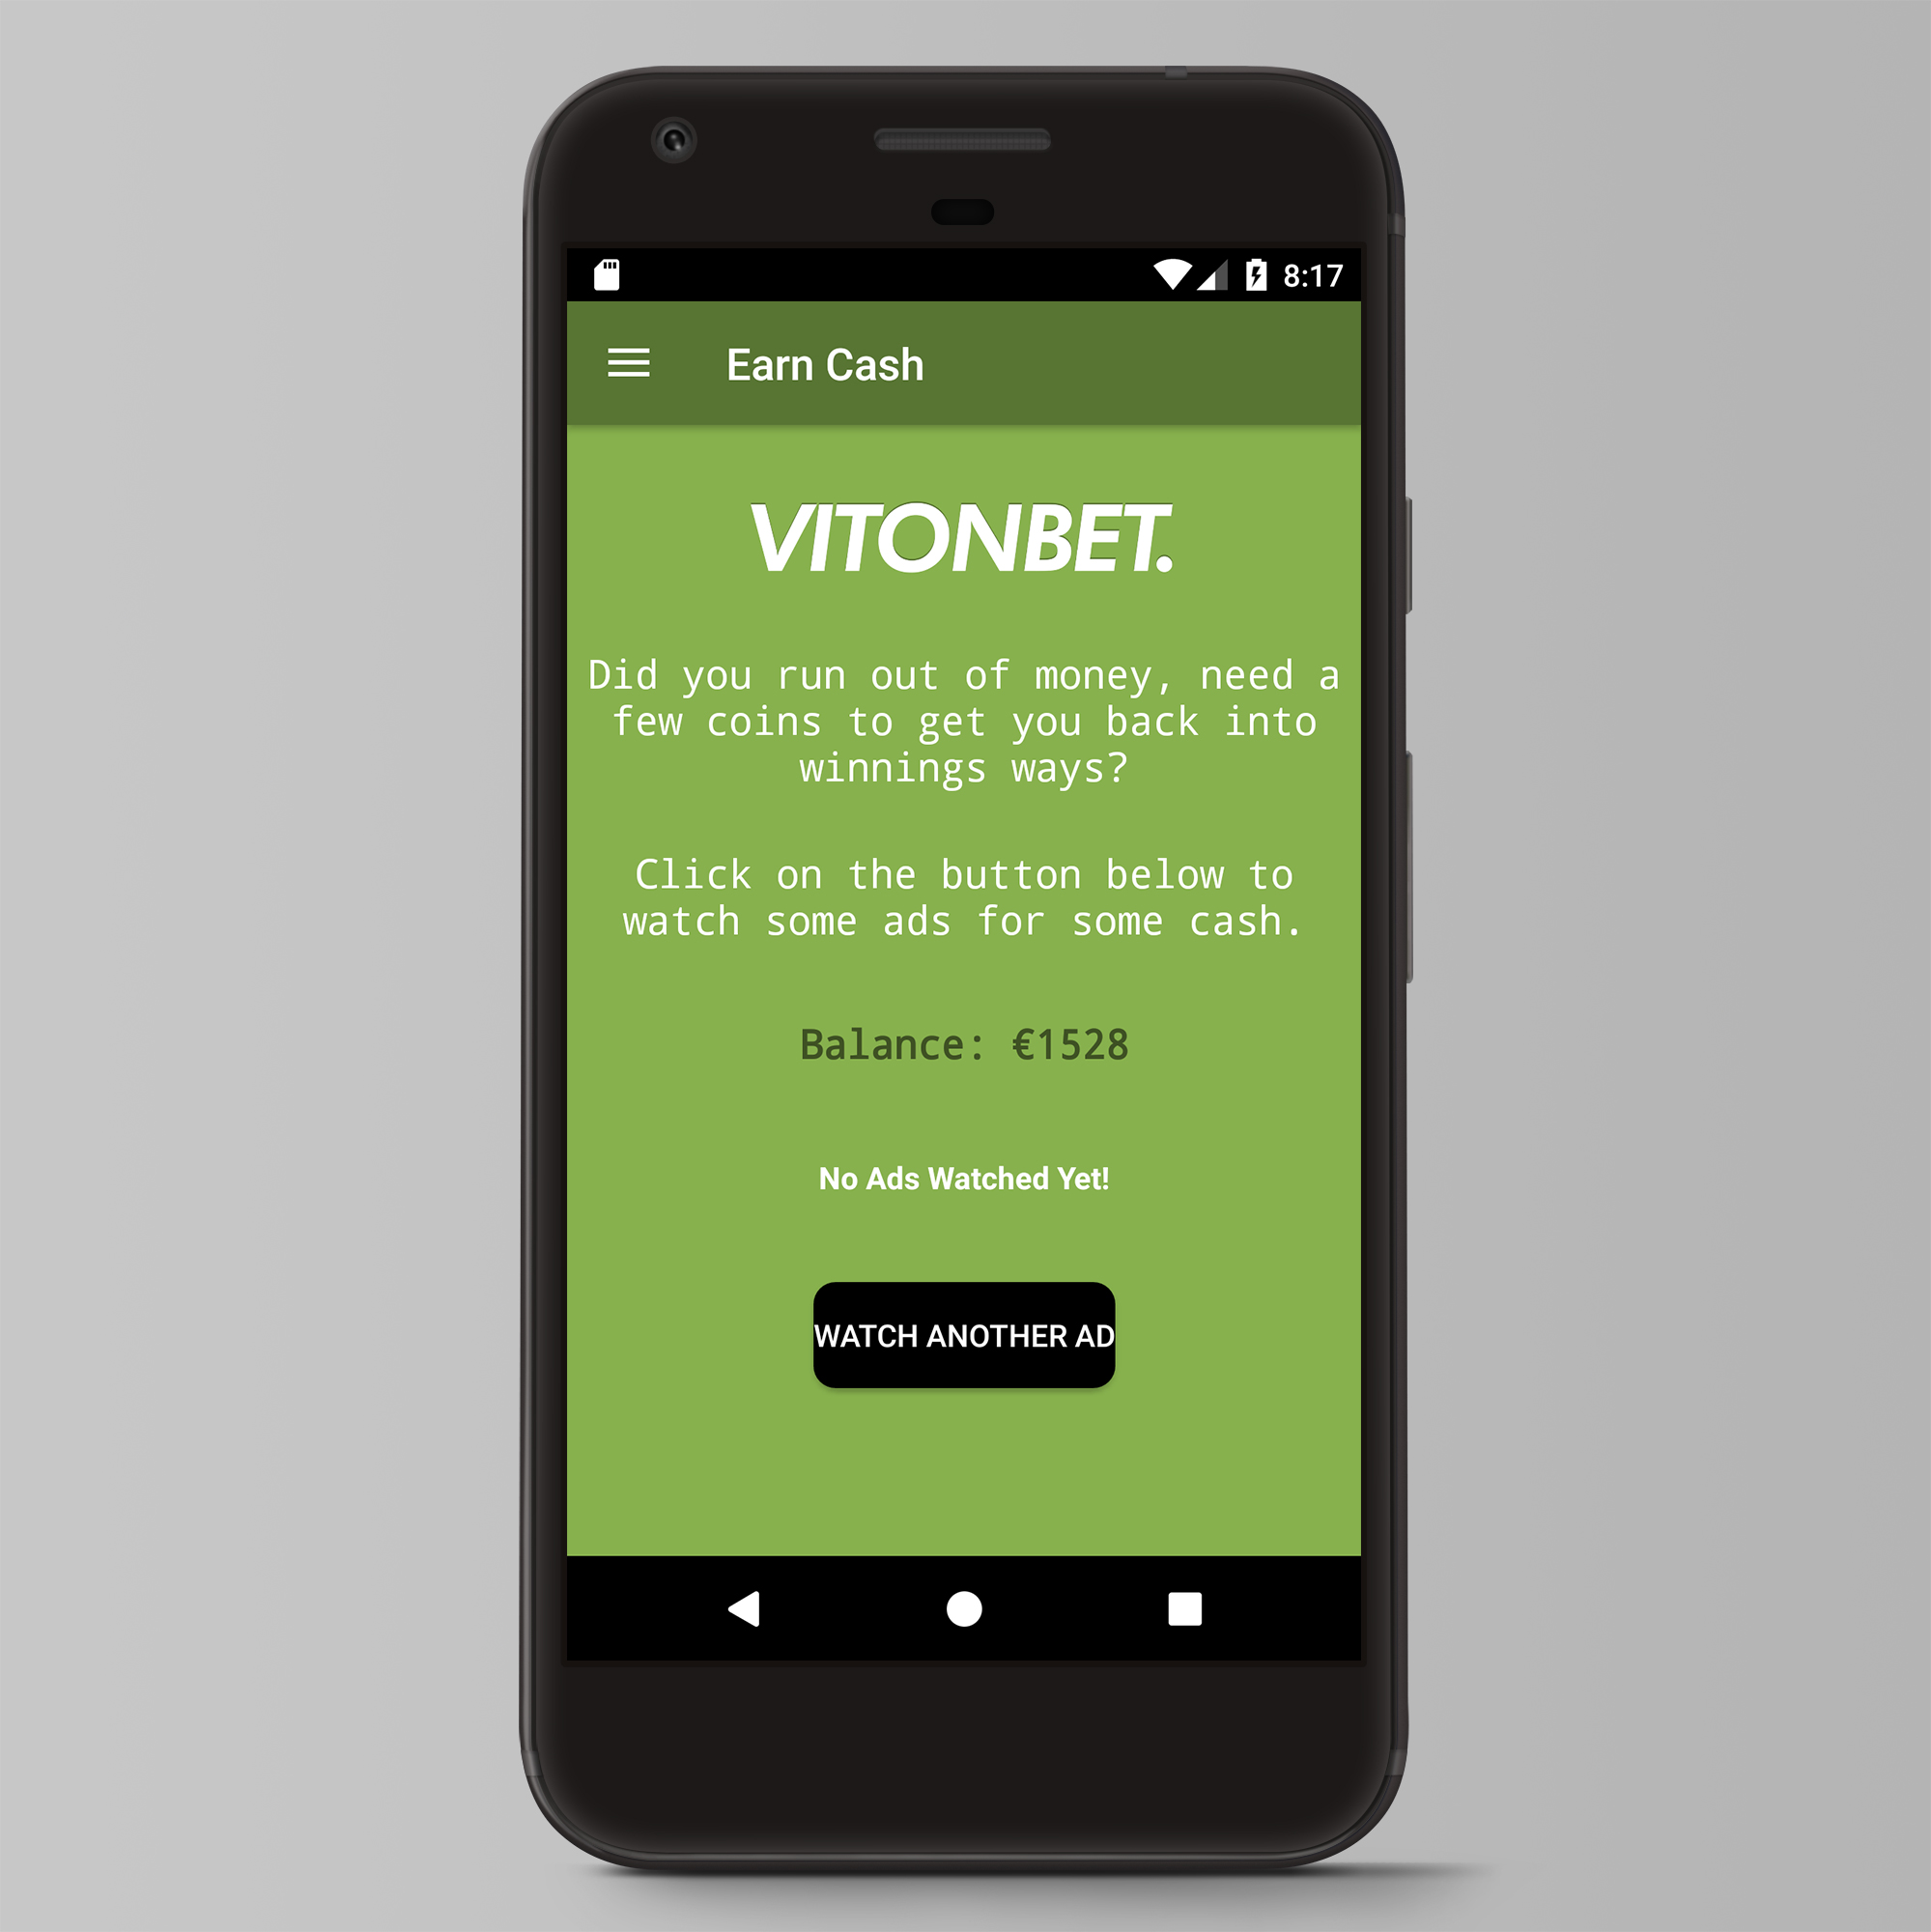 8:17
Earn Cash
VITONBET.
Did you run out of money, need a
few coins to get you back into
winnings ways?
Click on the button below to
watch some ads for some cash.
Balance: €1528
No Ads Watched Yet!
WATCH ANOTHER AD